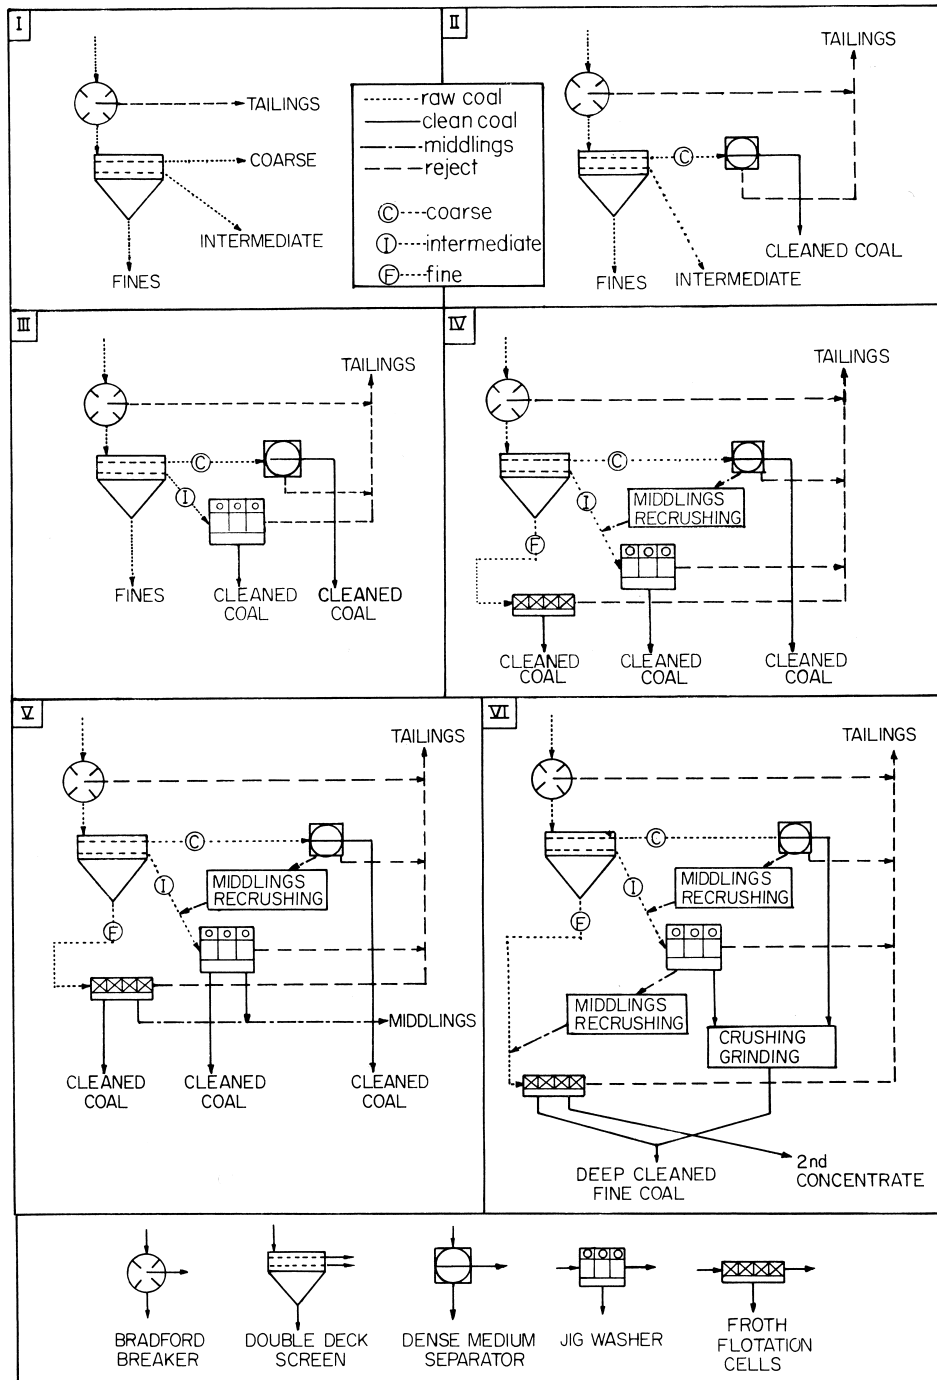 I
TAILINGS
COARSE
INTERMEDIATE
FINES
raw coal
clean coal
middlings
reject
C coarse
I intermediate
F fine
II
TAILINGS
C
CLEANED COAL
INTERMEDIATE
FINES
III
TAILINGS
C
I
FINES
CLEANED
COAL
CLEANED
COAL
IV
TAILINGS
C
I
MIDDLINGS
RECRUSHING
F
CLEANED
COAL
CLEANED
COAL
CLEANED
COAL
V
TAILINGS
C
I
MIDDLINGS
RECRUSHING
F
MIDDLINGS
CLEANED
COAL
CLEANED
COAL
CLEANED
COAL
VI
TAILINGS
C
I
MIDDLINGS
RECRUSHING
F
MIDDLINGS
RECRUSHING
CRUSHING
GRINDING
2nd
CONCENTRATE
DEEP CLEANED
FINE COAL
BRADFORD
BREAKER
DOUBLE DECK
SCREEN
DENSE MEDIUM
SEPARATOR
JIG WASHER
FROTH
FLOTATION
CELLS